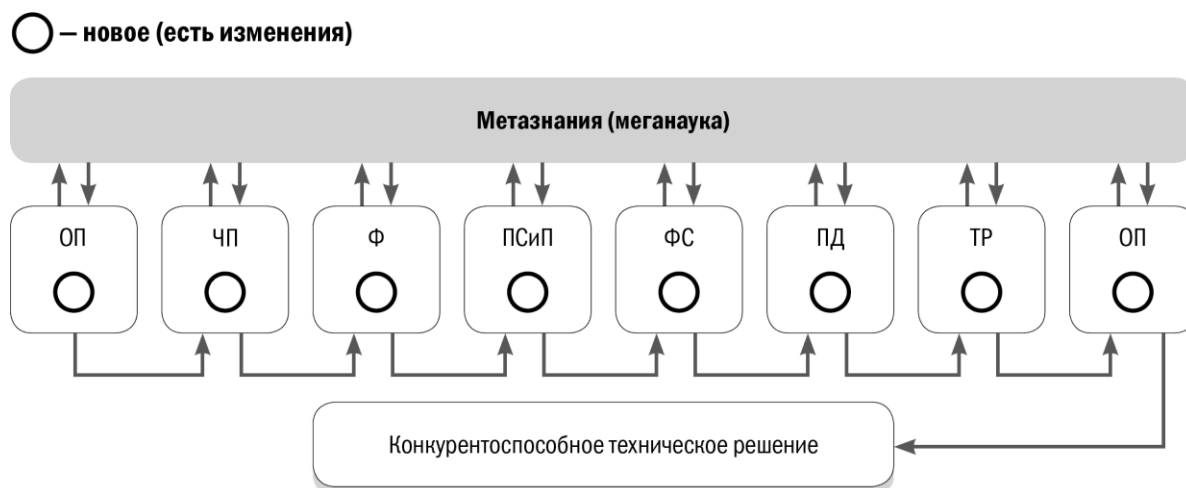 — новое (есть изменения)
Метазнания (меганаука)
ОП ЧП Ф ПСиП ФС ПД ТР ОП
Конкурентоспособное техническое решение